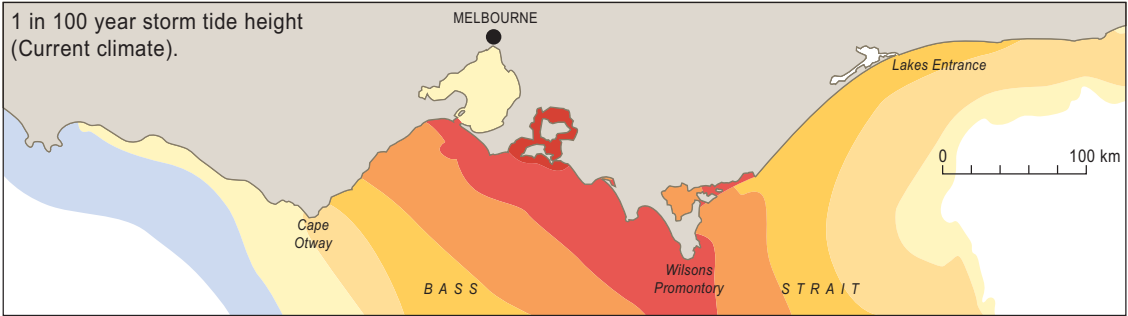 1 in 100 year storm tide height
(Current climate).
MELBOURNE
Lakes Entrance
0 100 km
Cape
Otway
Wilsons
Promontory
BASS STRAIT